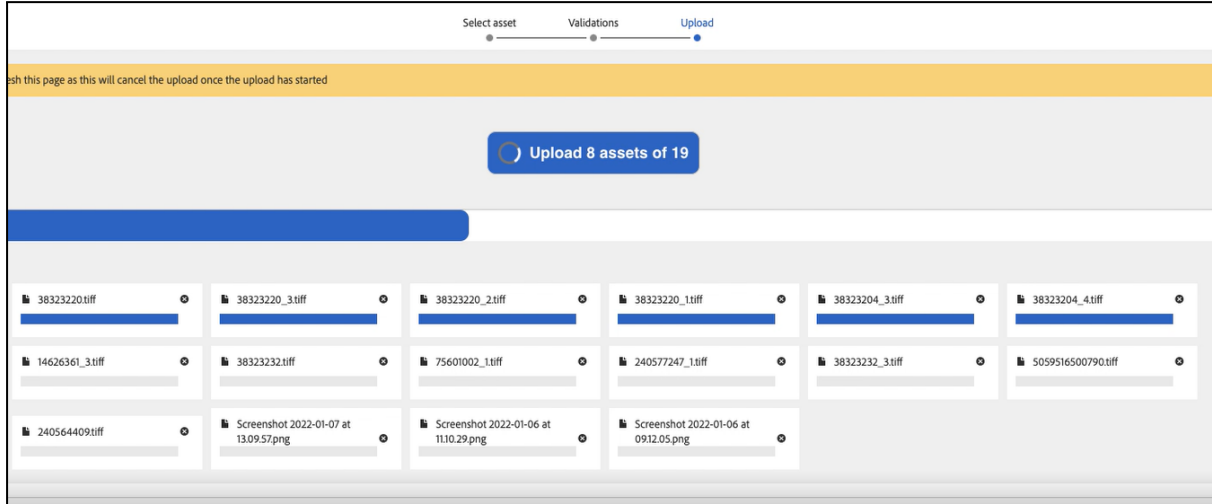 Select asset
Validations
Upload
esh this page as this will cancel the upload once the upload has started
Upload 8 assets of 19
38323220.tiff
38323220_3.tiff
38323220_2.tiff
38323220_1.tiff
38323204_3.tiff
38323204_4.tiff
14626361_3.tiff
38323232.tiff
75601002_1.tiff
240577247_1.tiff
38323232_3.tiff
5059516500790.tiff
240564409.tiff
Screenshot 2022-01-07 at
13.09.57.png
Screenshot 2022-01-06 at
11.10.29.png
Screenshot 2022-01-06 at
09.12.05.png